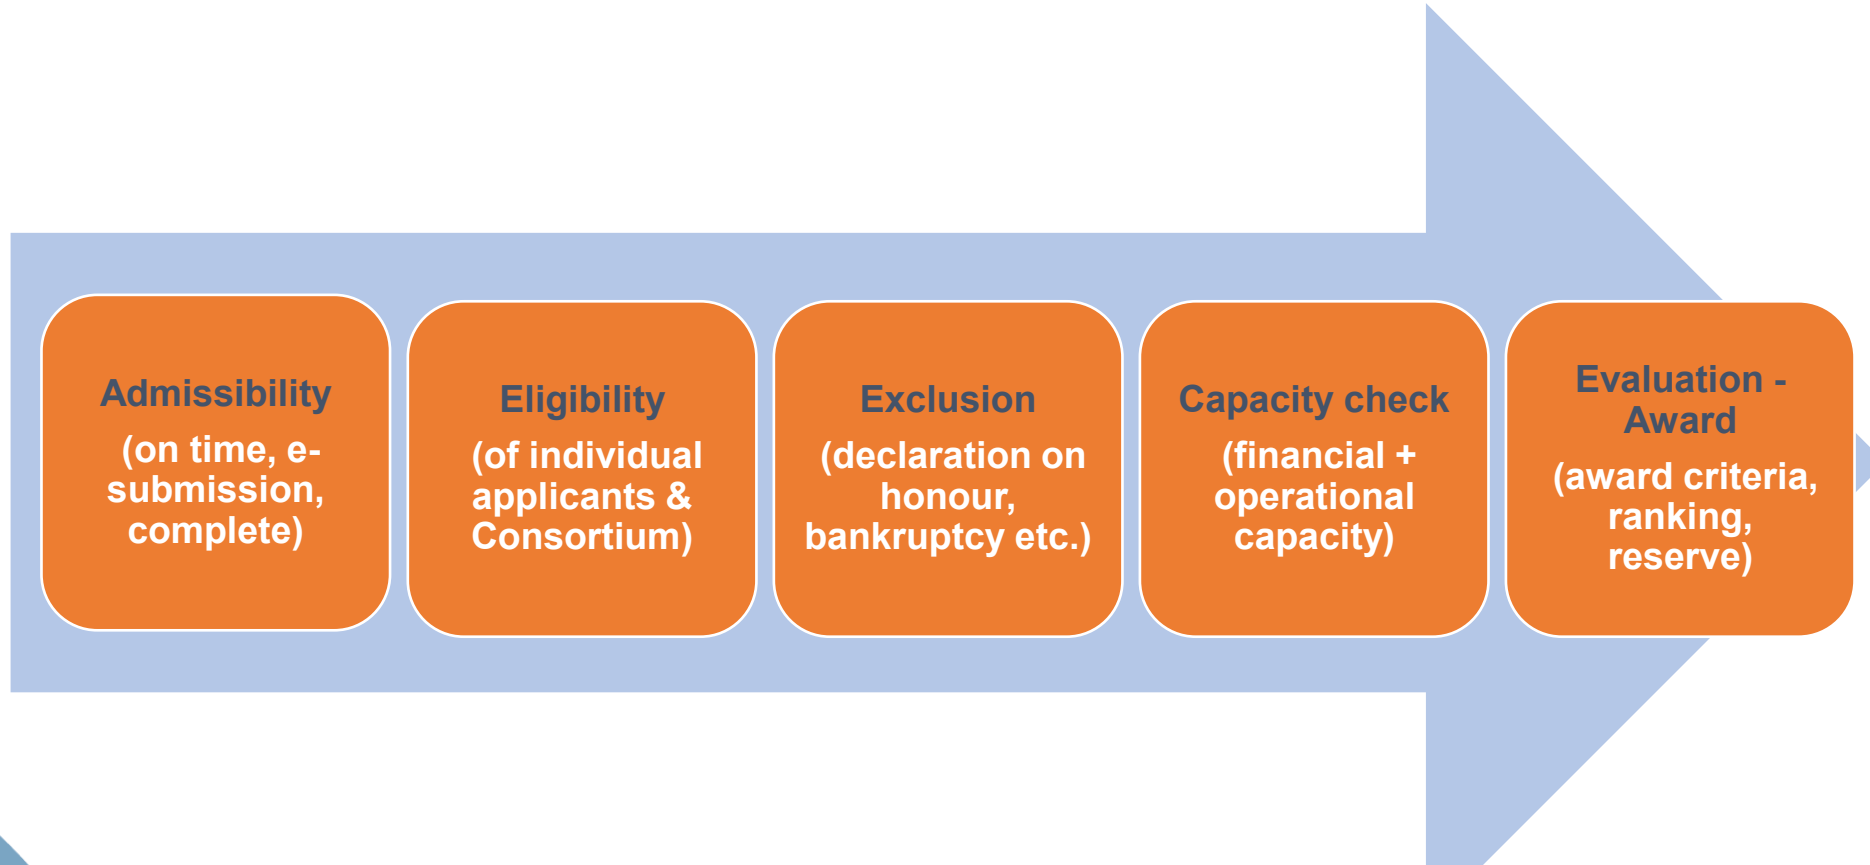 Admissibility
(on time, e-
submission,
complete)
Eligibility
(of individual
applicants &
Consortium)
Exclusion
(declaration on
honour,
bankruptcy etc.)
Capacity check
(financial +
operational
capacity)
Evaluation -
Award
(award criteria,
ranking,
reserve)